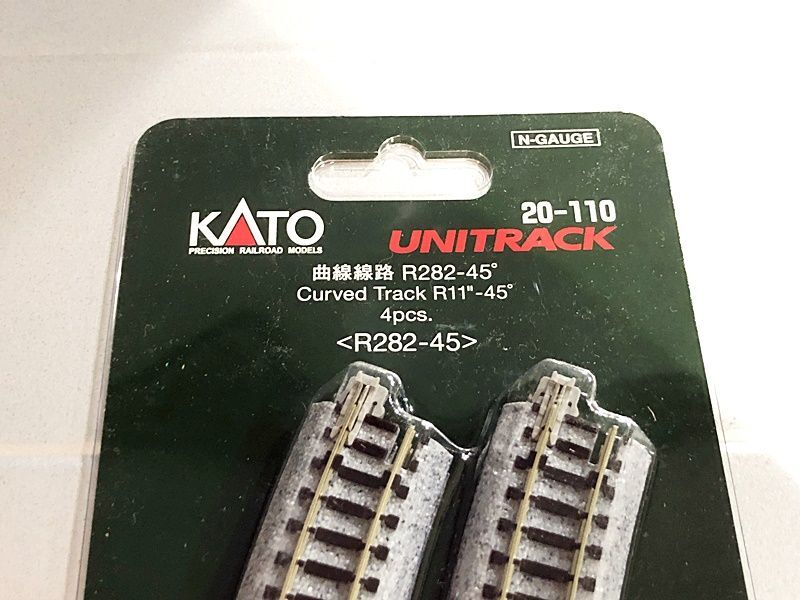 N-GAUGE
20-110
KATO UNITRACK
PRECISION RAILROAD MODELS
曲線線路 R282-45°
Curved Track R11"-45°
4pcs.
<R282-45>